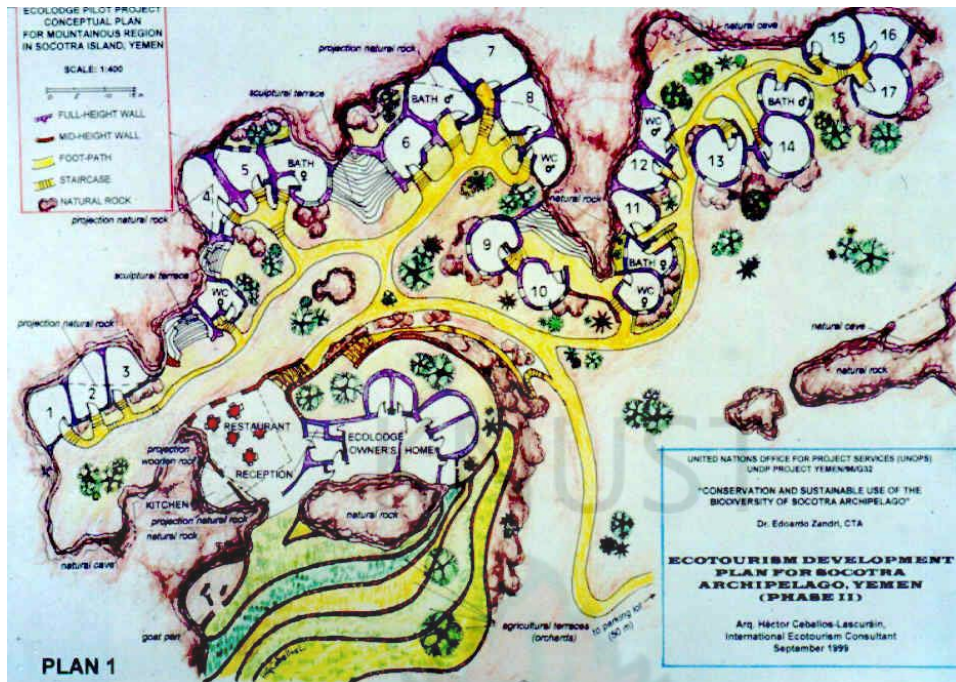 ECOLODGE PILOT PROJECT
CONCEPTUAL PLAN
FOR MOUNTAINOUS REGION
IN SOCOTRA ISLAND, YEMEN
SCALE: 1:400
FULL-HEIGHT WALL
MID-HEIGHT WALL
FOOT-PATH
STAIRCASE
NATURAL ROCK
projection natural rock
sculptural terrace
natural cave
7
8
BATH ♂
6
WC
♂
5
4
BATH
♀
projection natural rock
sculptural terrace
WC
♀
projection natural rock
1
2
3
natural rock
9
10
15
16
17
BATH ♂
14
13
WC
♂
12
11
BATH ♀
WC
♀
natural cave
natural rock
RESTAURANT
RECEPTION
ECOLODGE
OWNER'S HOME
projection
wooden roof
KITCHEN
projection natural rock
natural rock
natural cave
natural rock
goat pen
agricultural terraces
(orchards)
to parking lot
(50 m)
KNUST
UNITED NATIONS OFFICE FOR PROJECT SERVICES (UNOPS)
UNDP PROJECT YEMEN/96/G32
"CONSERVATION AND SUSTAINABLE USE OF THE
BIODIVERSITY OF SOCOTRA ARCHIPELAGO"
Dr. Edoardo Zandri, CTA
ECOTOURISM DEVELOPMENT
PLAN FOR SOCOTRA
ARCHIPELAGO, YEMEN
(PHASE II)
Arq. Héctor Ceballos-Lascuráin,
International Ecotourism Consultant
September 1999
PLAN 1